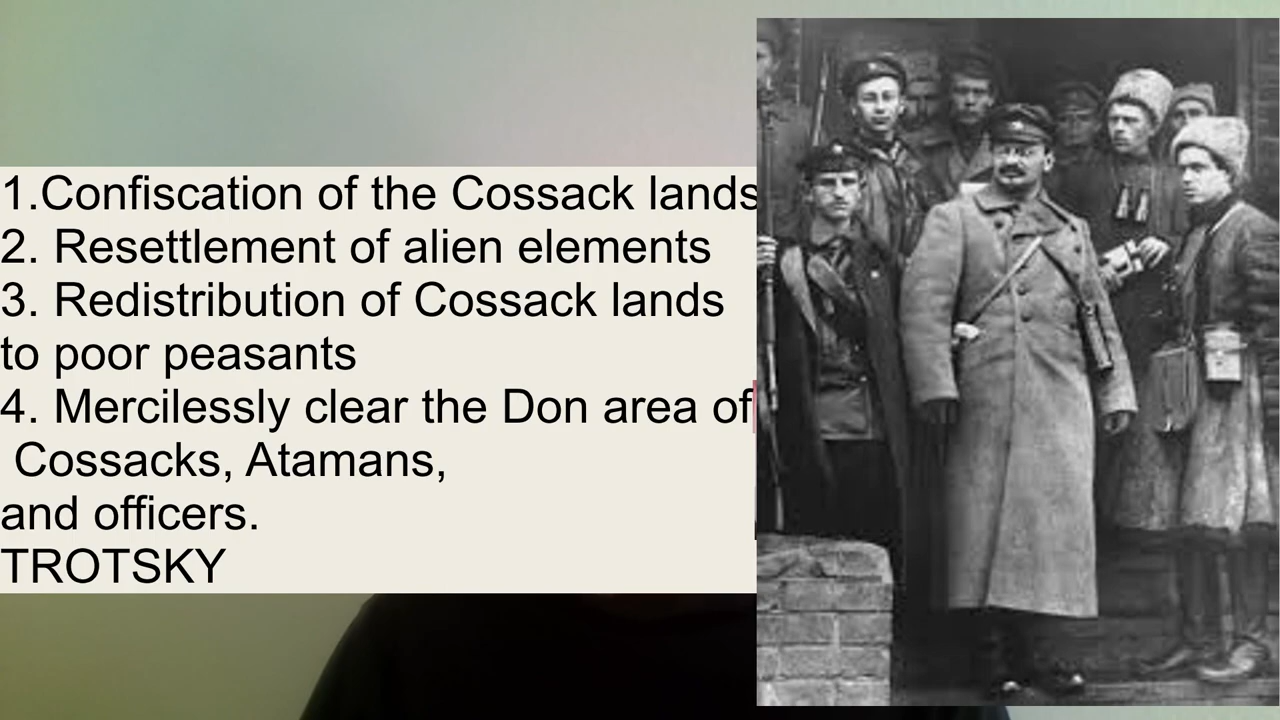 1.Confiscation of the Cossack lands
2. Resettlement of alien elements
3. Redistribution of Cossack lands
to poor peasants
4. Mercilessly clear the Don area of
Cossacks, Atamans,
and officers.
TROTSKY